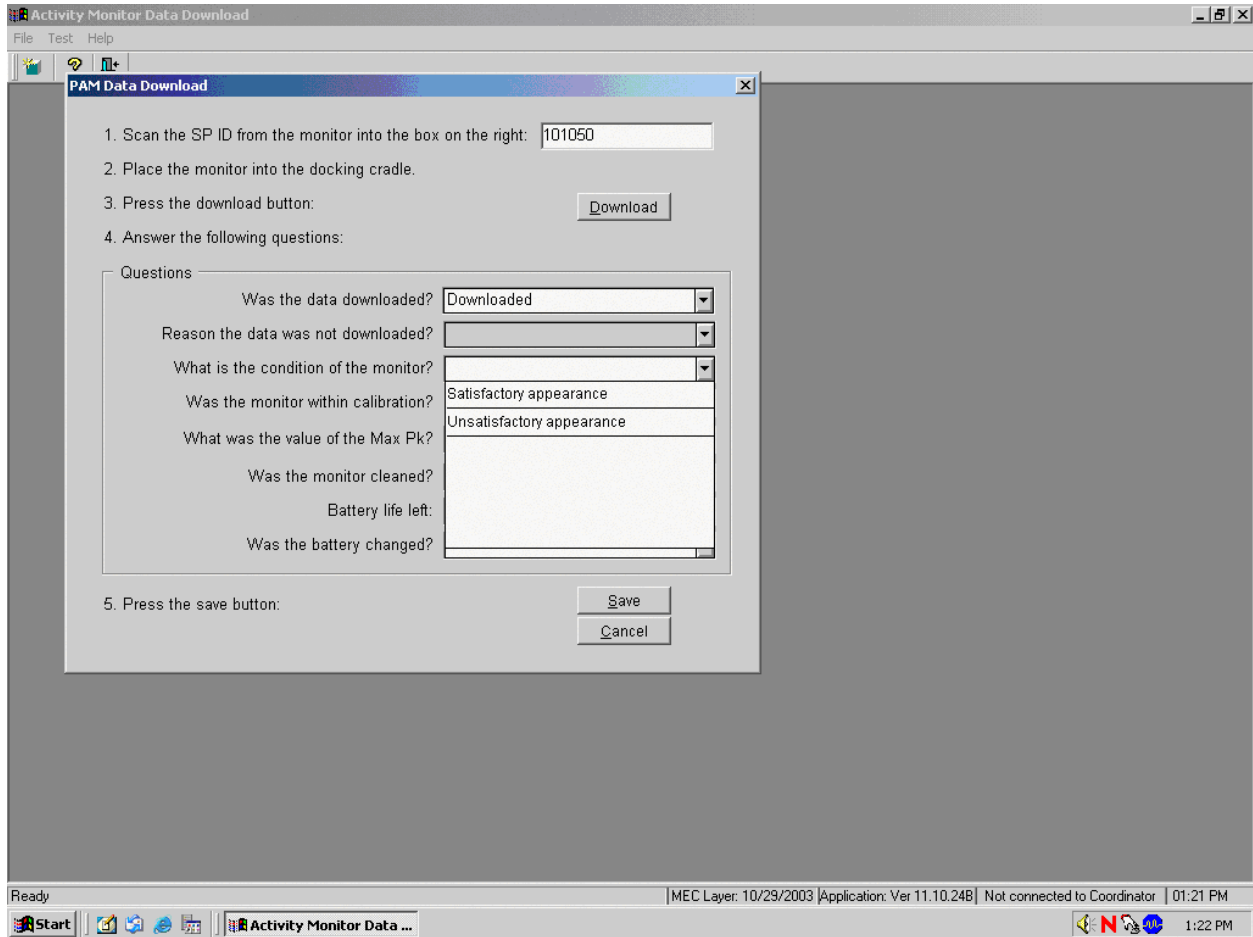 Activity Monitor Data Download
File Test Help
PAM Data Download
1. Scan the SP ID from the monitor into the box on the right: 101050
2. Place the monitor into the docking cradle.
3. Press the download button: Download
4. Answer the following questions:
Questions
Was the data downloaded? Downloaded
Reason the data was not downloaded?
What is the condition of the monitor?
Satisfactory appearance
Was the monitor within calibration?
Unsatisfactory appearance
What was the value of the Max Pk?
Was the monitor cleaned?
Battery life left:
Was the battery changed?
5. Press the save button: Save
Cancel
Ready MEC Layer: 10/29/2003 Application: Ver 11.10.24B Not connected to Coordinator 01:21 PM
Start Activity Monitor Data ... N 1:22 PM